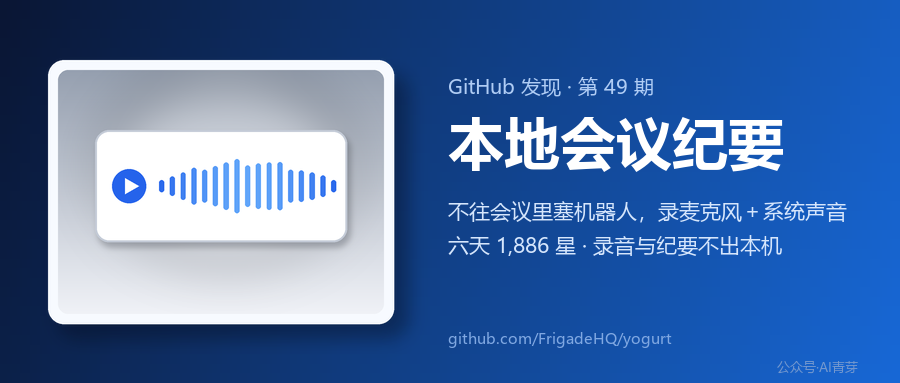 GitHub 发现 · 第 49 期
本地会议纪要
不往会议里塞机器人，录麦克风 + 系统声音
六天 1,886 星 · 录音与纪要不出本机
github.com/FrigadeHQ/yogurt
公众号·AI青芽